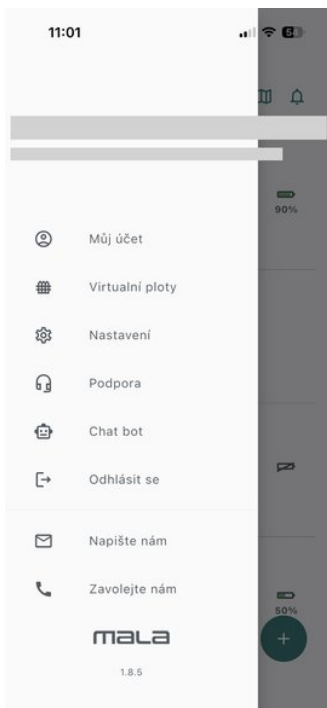 11:01
54
90%
Můj účet
Virtualní ploty
Nastavení
Podpora
Chat bot
Odhlásit se
Napište nám
Zavolejte nám
50%
mala
+
1.8.5